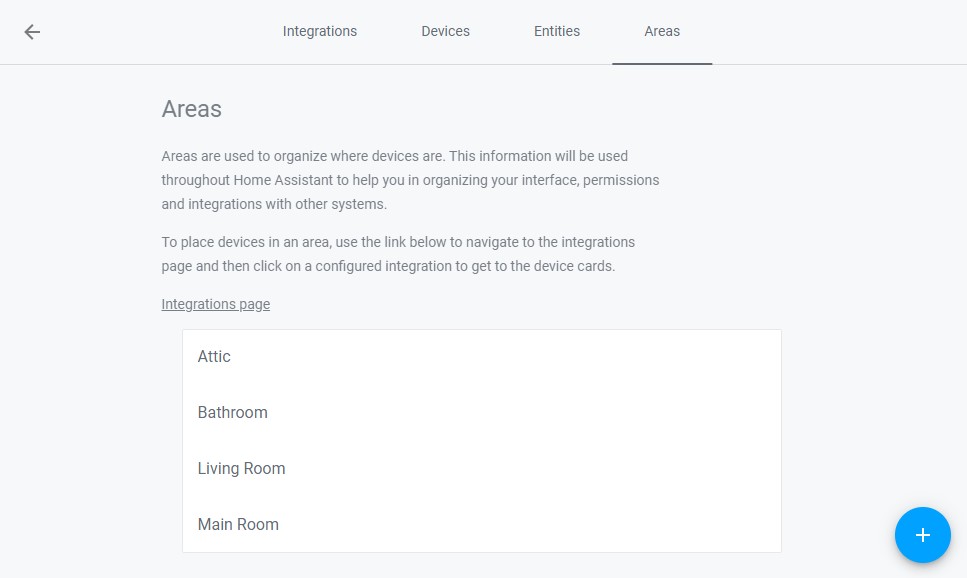 Integrations Devices Entities Areas
Areas
Areas are used to organize where devices are. This information will be used
throughout Home Assistant to help you in organizing your interface, permissions
and integrations with other systems.
To place devices in an area, use the link below to navigate to the integrations
page and then click on a configured integration to get to the device cards.
Integrations page
Attic
Bathroom
Living Room
Main Room